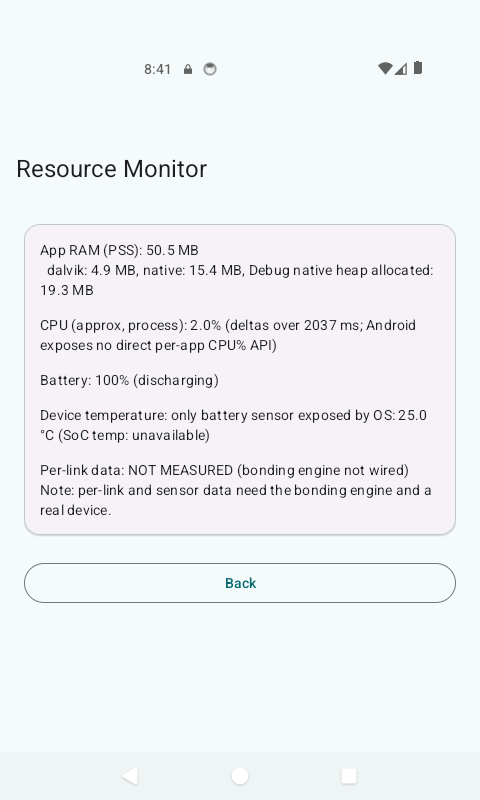 8:41
Resource Monitor
App RAM (PSS): 50.5 MB
dalvik: 4.9 MB, native: 15.4 MB, Debug native heap allocated:
19.3 MB
CPU (approx, process): 2.0% (deltas over 2037 ms; Android
exposes no direct per-app CPU% API)
Battery: 100% (discharging)
Device temperature: only battery sensor exposed by OS: 25.0
°C (SoC temp: unavailable)
Per-link data: NOT MEASURED (bonding engine not wired)
Note: per-link and sensor data need the bonding engine and a
real device.
Back